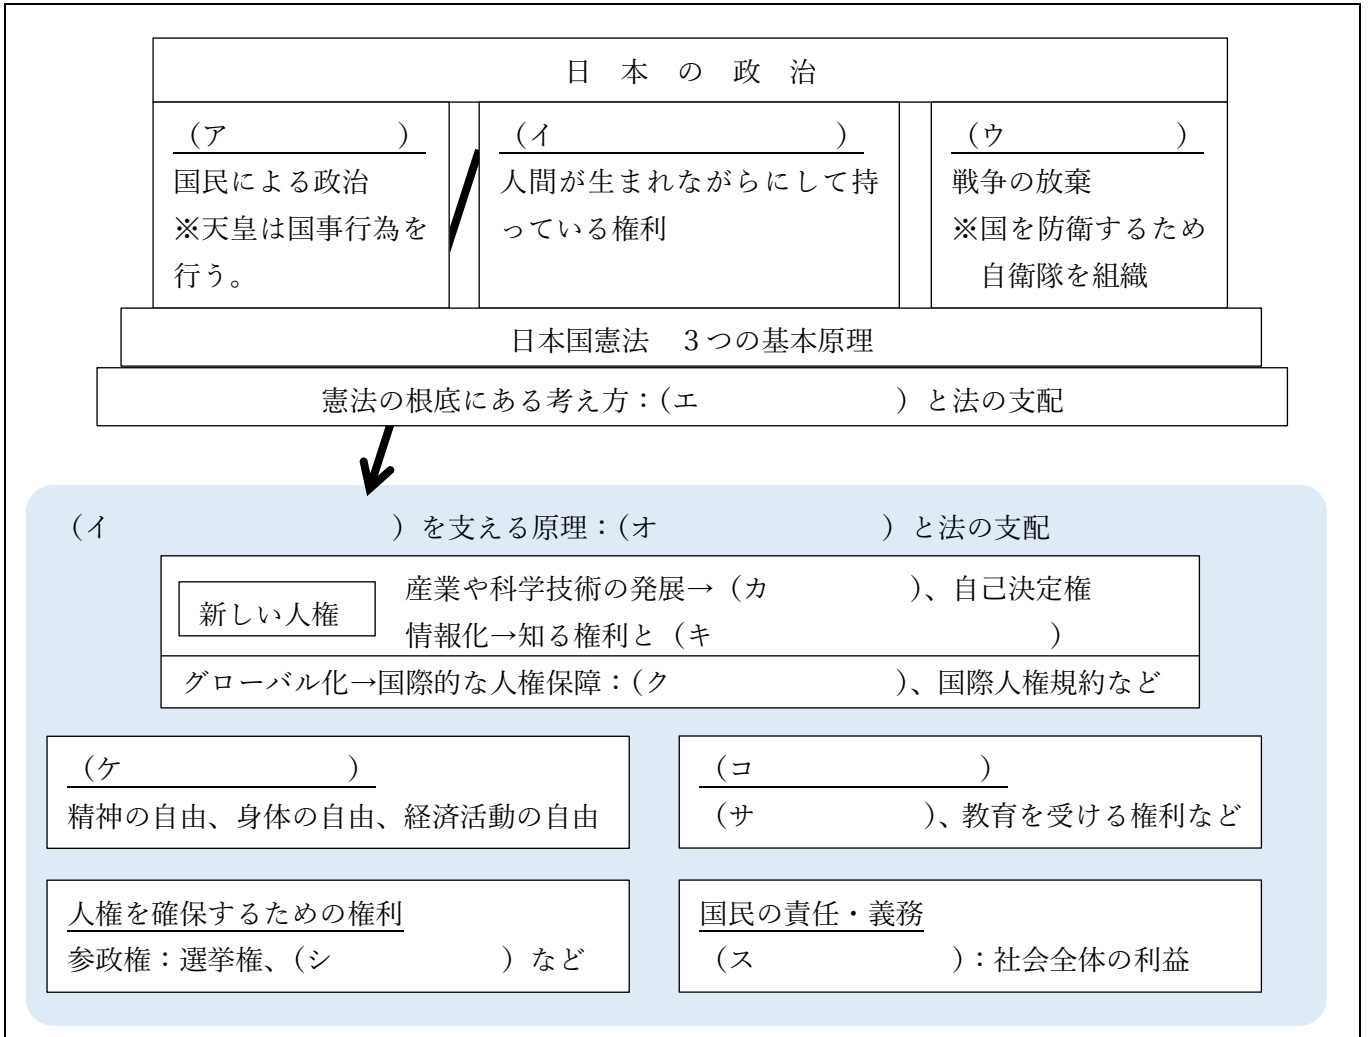 日 本 の 政 治
(ア　　　　　　)
国民による政治
※天皇は国事行為を
行う。
(イ　　　　　　　　　　　)
人間が生まれながらにして持
っている権利
(ウ　　　　　　)
戦争の放棄
※国を防衛するため
自衛隊を組織
日本国憲法　３つの基本原理
憲法の根底にある考え方：(エ　　　　　　　)と法の支配
(イ　　　　　　　　　　)を支える原理：(オ　　　　　　　　)と法の支配
新しい人権
産業や科学技術の発展→（カ　　　　　）、自己決定権
情報化→知る権利と（キ　　　　　　　　　　　　）
グローバル化→国際的な人権保障：（ク　　　　　　　　）、国際人権規約など
（ケ　　　　　　　　）
精神の自由、身体の自由、経済活動の自由
（コ　　　　　　　　）
（サ　　　　　　）、教育を受ける権利など
人権を確保するための権利
参政権：選挙権、（シ　　　　　　）など
国民の責任・義務
（ス　　　　　　　）：社会全体の利益